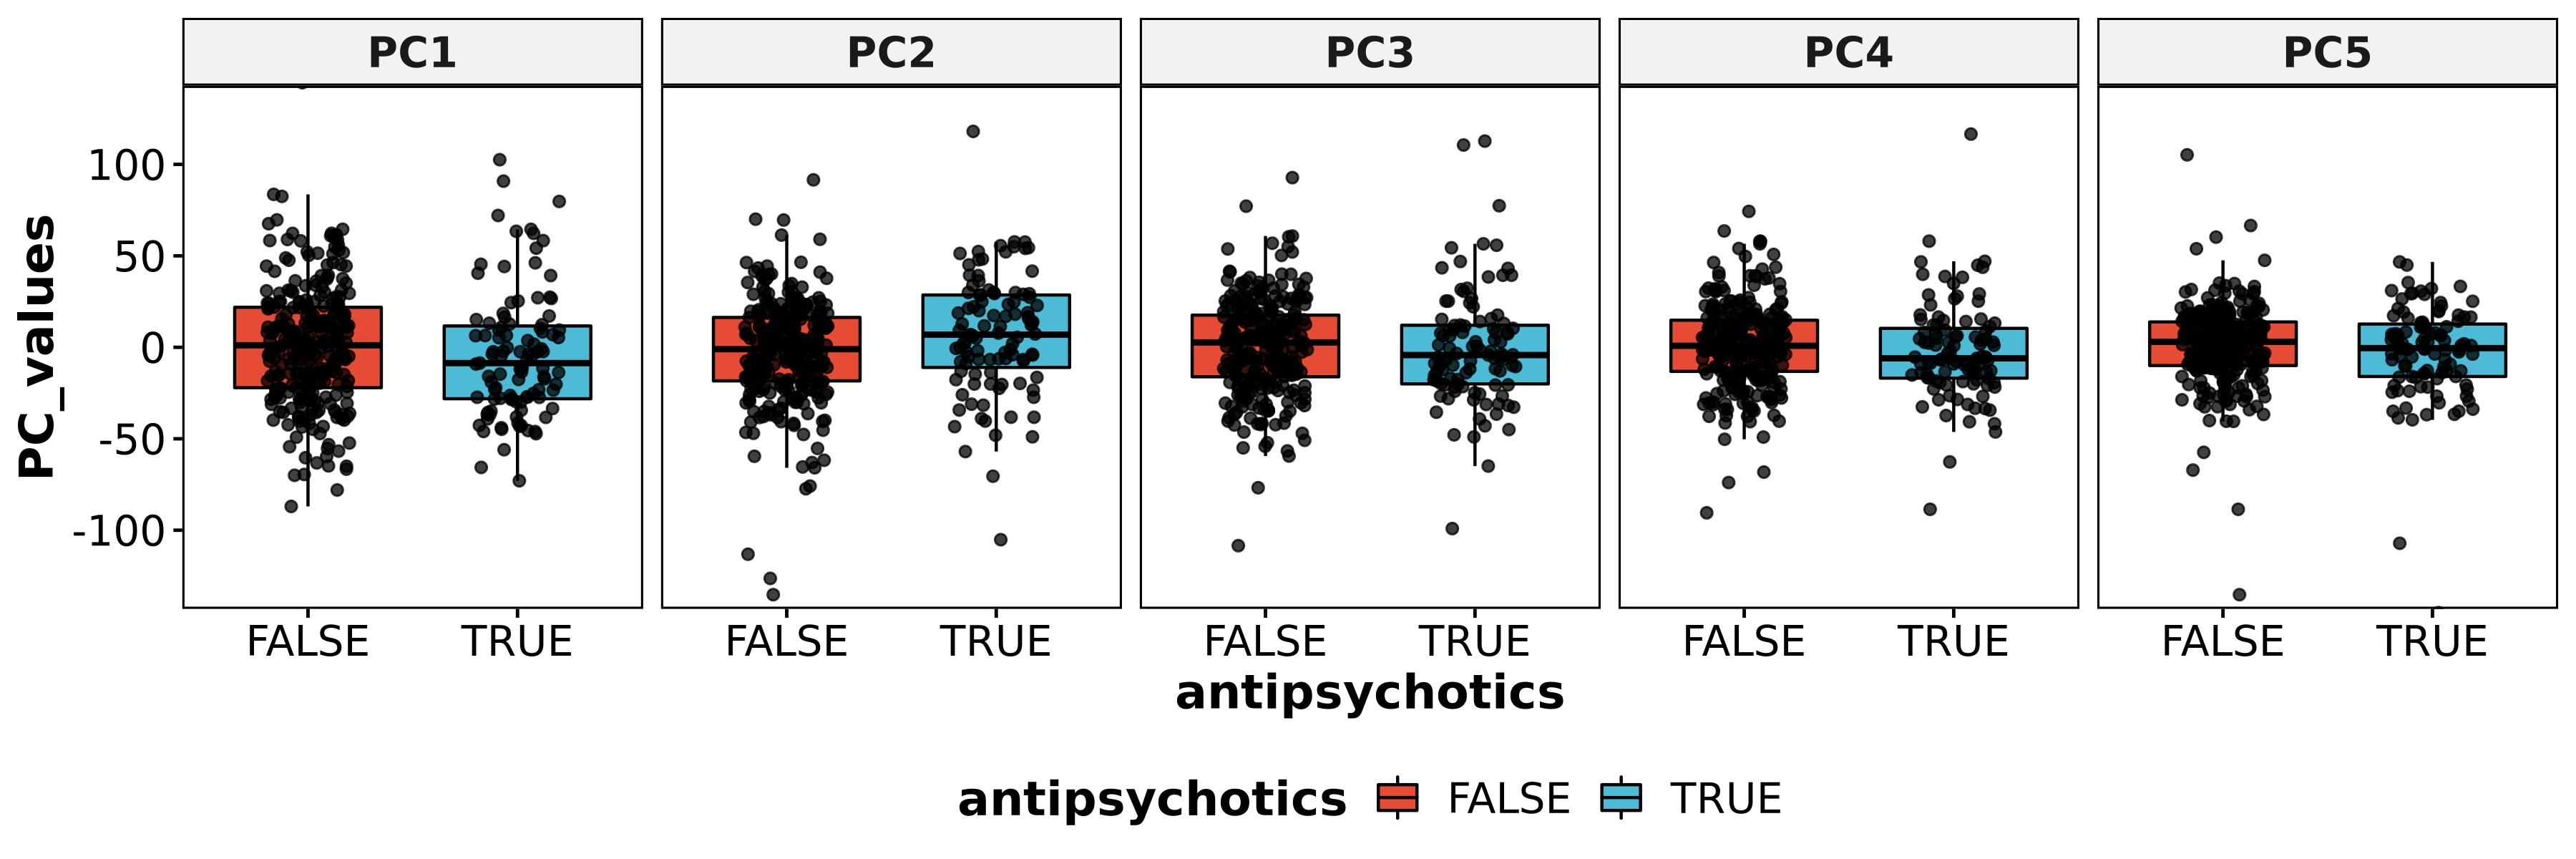 PC1 PC2 PC3 PC4 PC5
PC_values
100
50
0
-50
-100
FALSE TRUE FALSE TRUE FALSE TRUE FALSE TRUE FALSE TRUE
antipsychotics
antipsychotics FALSE TRUE